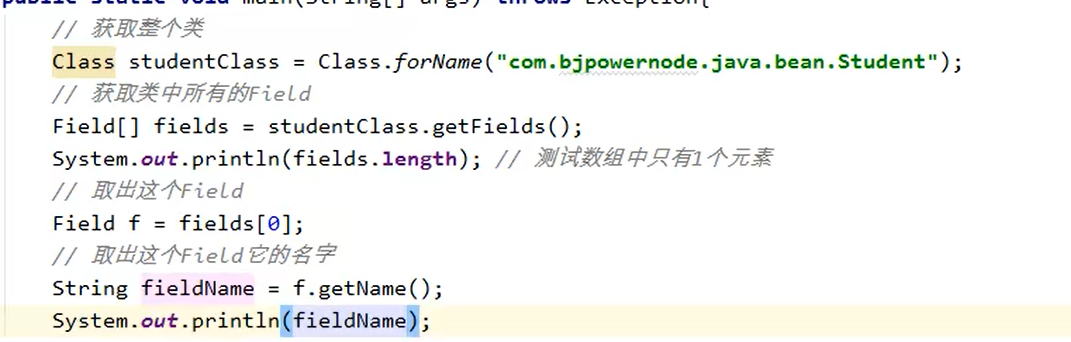 public static void main(String[] args) throws Exception{
// 获取整个类
Class studentClass = Class.forName("com.bjpowernode.java.bean.Student");
// 获取类中所有的Field
Field[] fields = studentClass.getFields();
System.out.println(fields.length); // 测试数组中只有1个元素
// 取出这个Field
Field f = fields[0];
// 取出这个Field它的名字
String fieldName = f.getName();
System.out.println(fieldName);